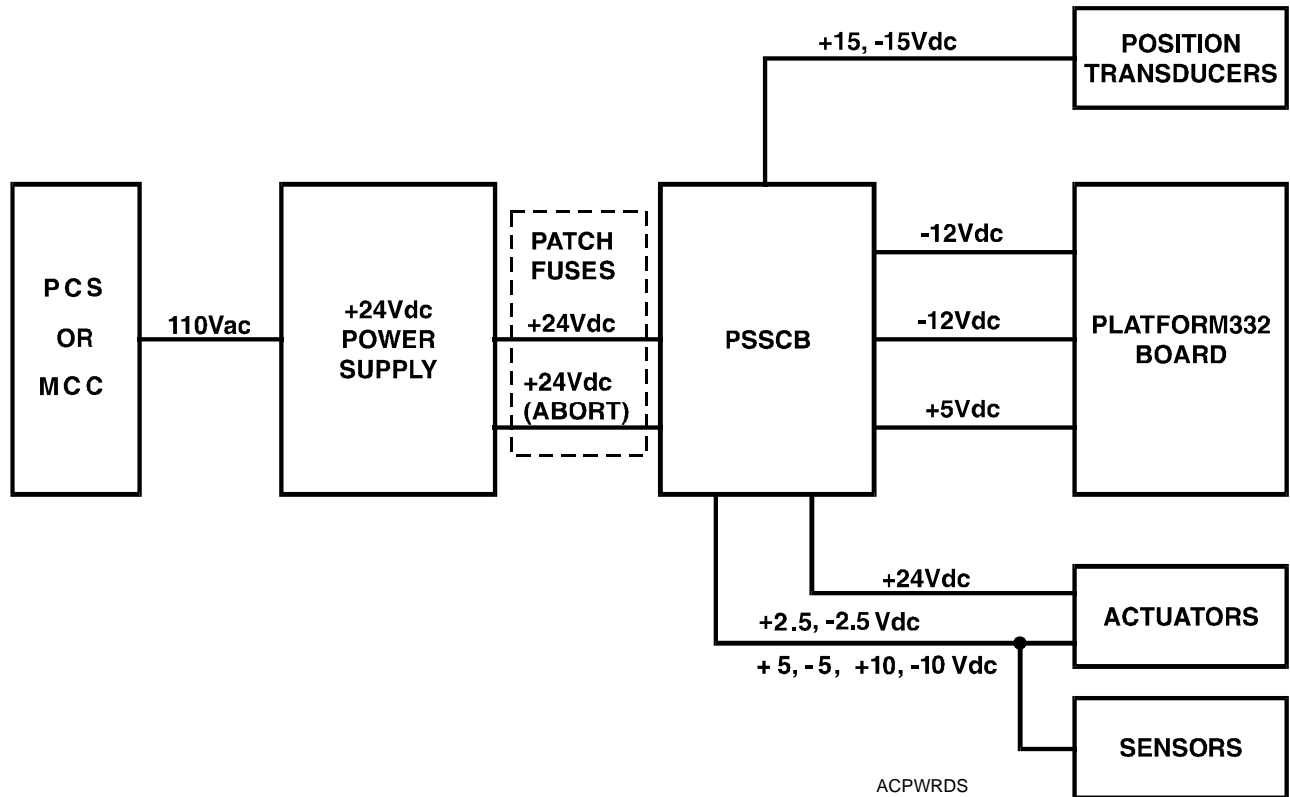 +15, -15Vdc
POSITION
TRANSDUCERS
PCS
OR
MCC
110Vac
+24Vdc
POWER
SUPPLY
PATCH
FUSES
+24Vdc
+24Vdc
(ABORT)
PSSCB
-12Vdc
-12Vdc
+5Vdc
PLATFORM332
BOARD
+24Vdc
+2.5, -2.5 Vdc
+ 5, - 5, +10, -10 Vdc
ACTUATORS
SENSORS
ACPWRDS